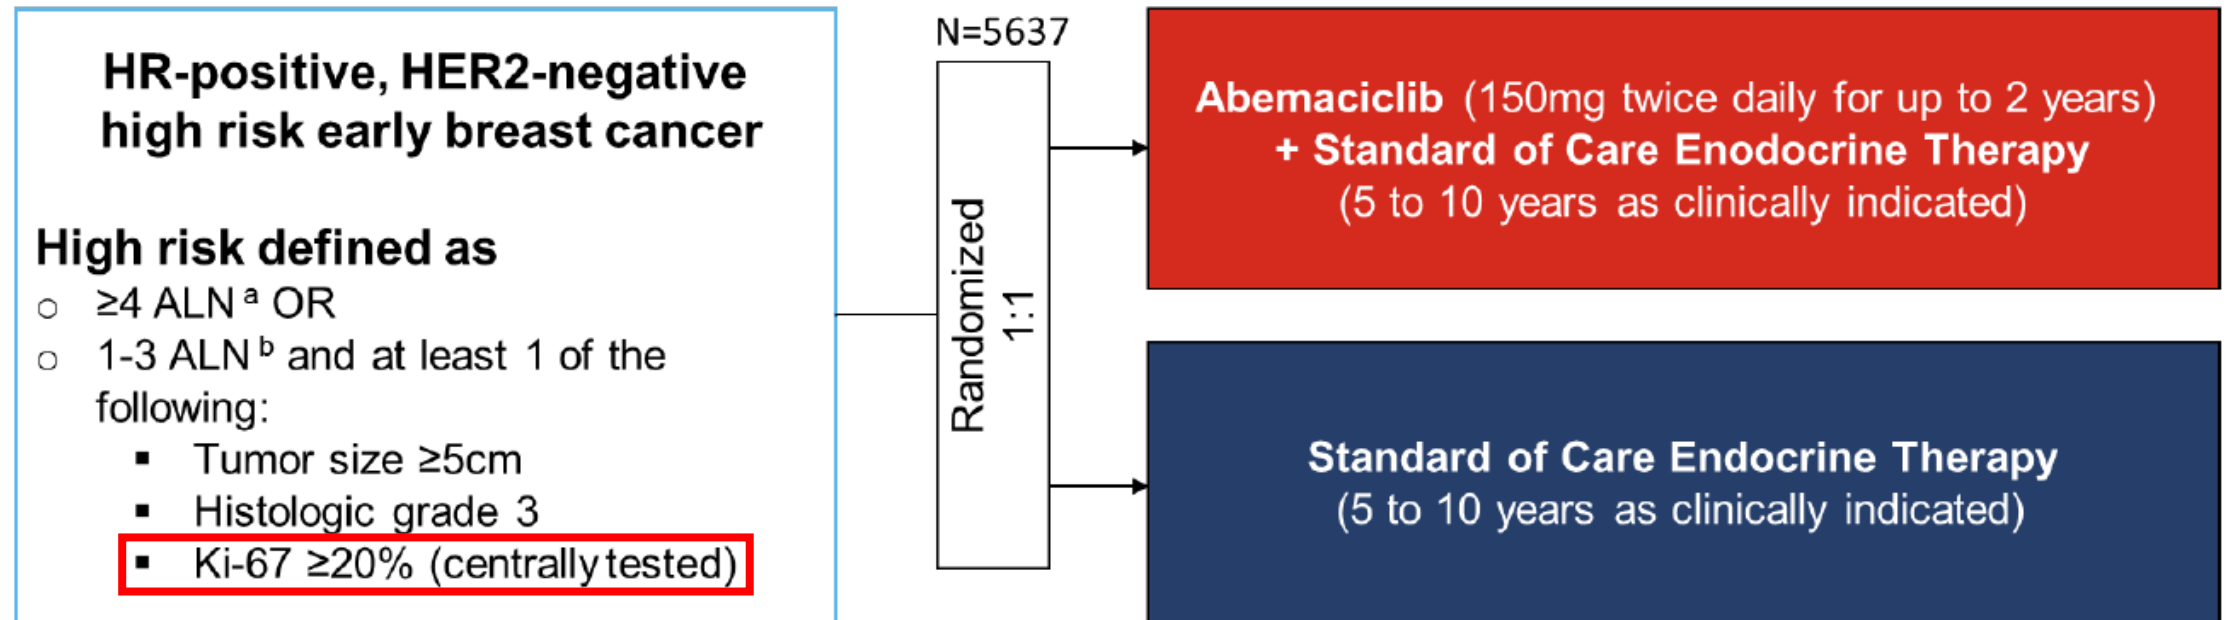 HR-positive, HER2-negative
high risk early breast cancer
High risk defined as
○ ≥4 ALN a OR
○ 1-3 ALN b and at least 1 of the
following:
▪ Tumor size ≥5cm
▪ Histologic grade 3
▪ Ki-67 ≥20% (centrally tested)
N=5637
Randomized
1:1
Abemaciclib (150mg twice daily for up to 2 years)
+ Standard of Care Enodocrine Therapy
(5 to 10 years as clinically indicated)
Standard of Care Endocrine Therapy
(5 to 10 years as clinically indicated)